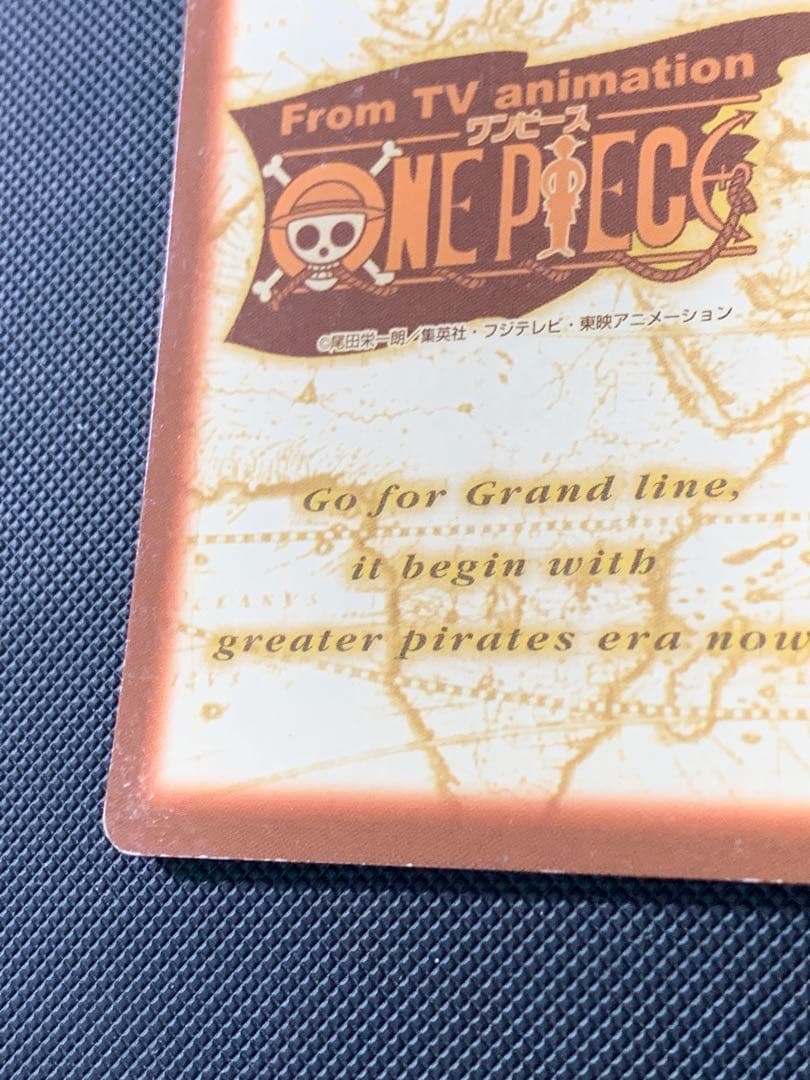 From TV animation
ワンピース
ONE PIECE
©尾田栄一朗/集英社・フジテレビ・東映アニメーション
Go for Grand line,
it begin with
greater pirates era now